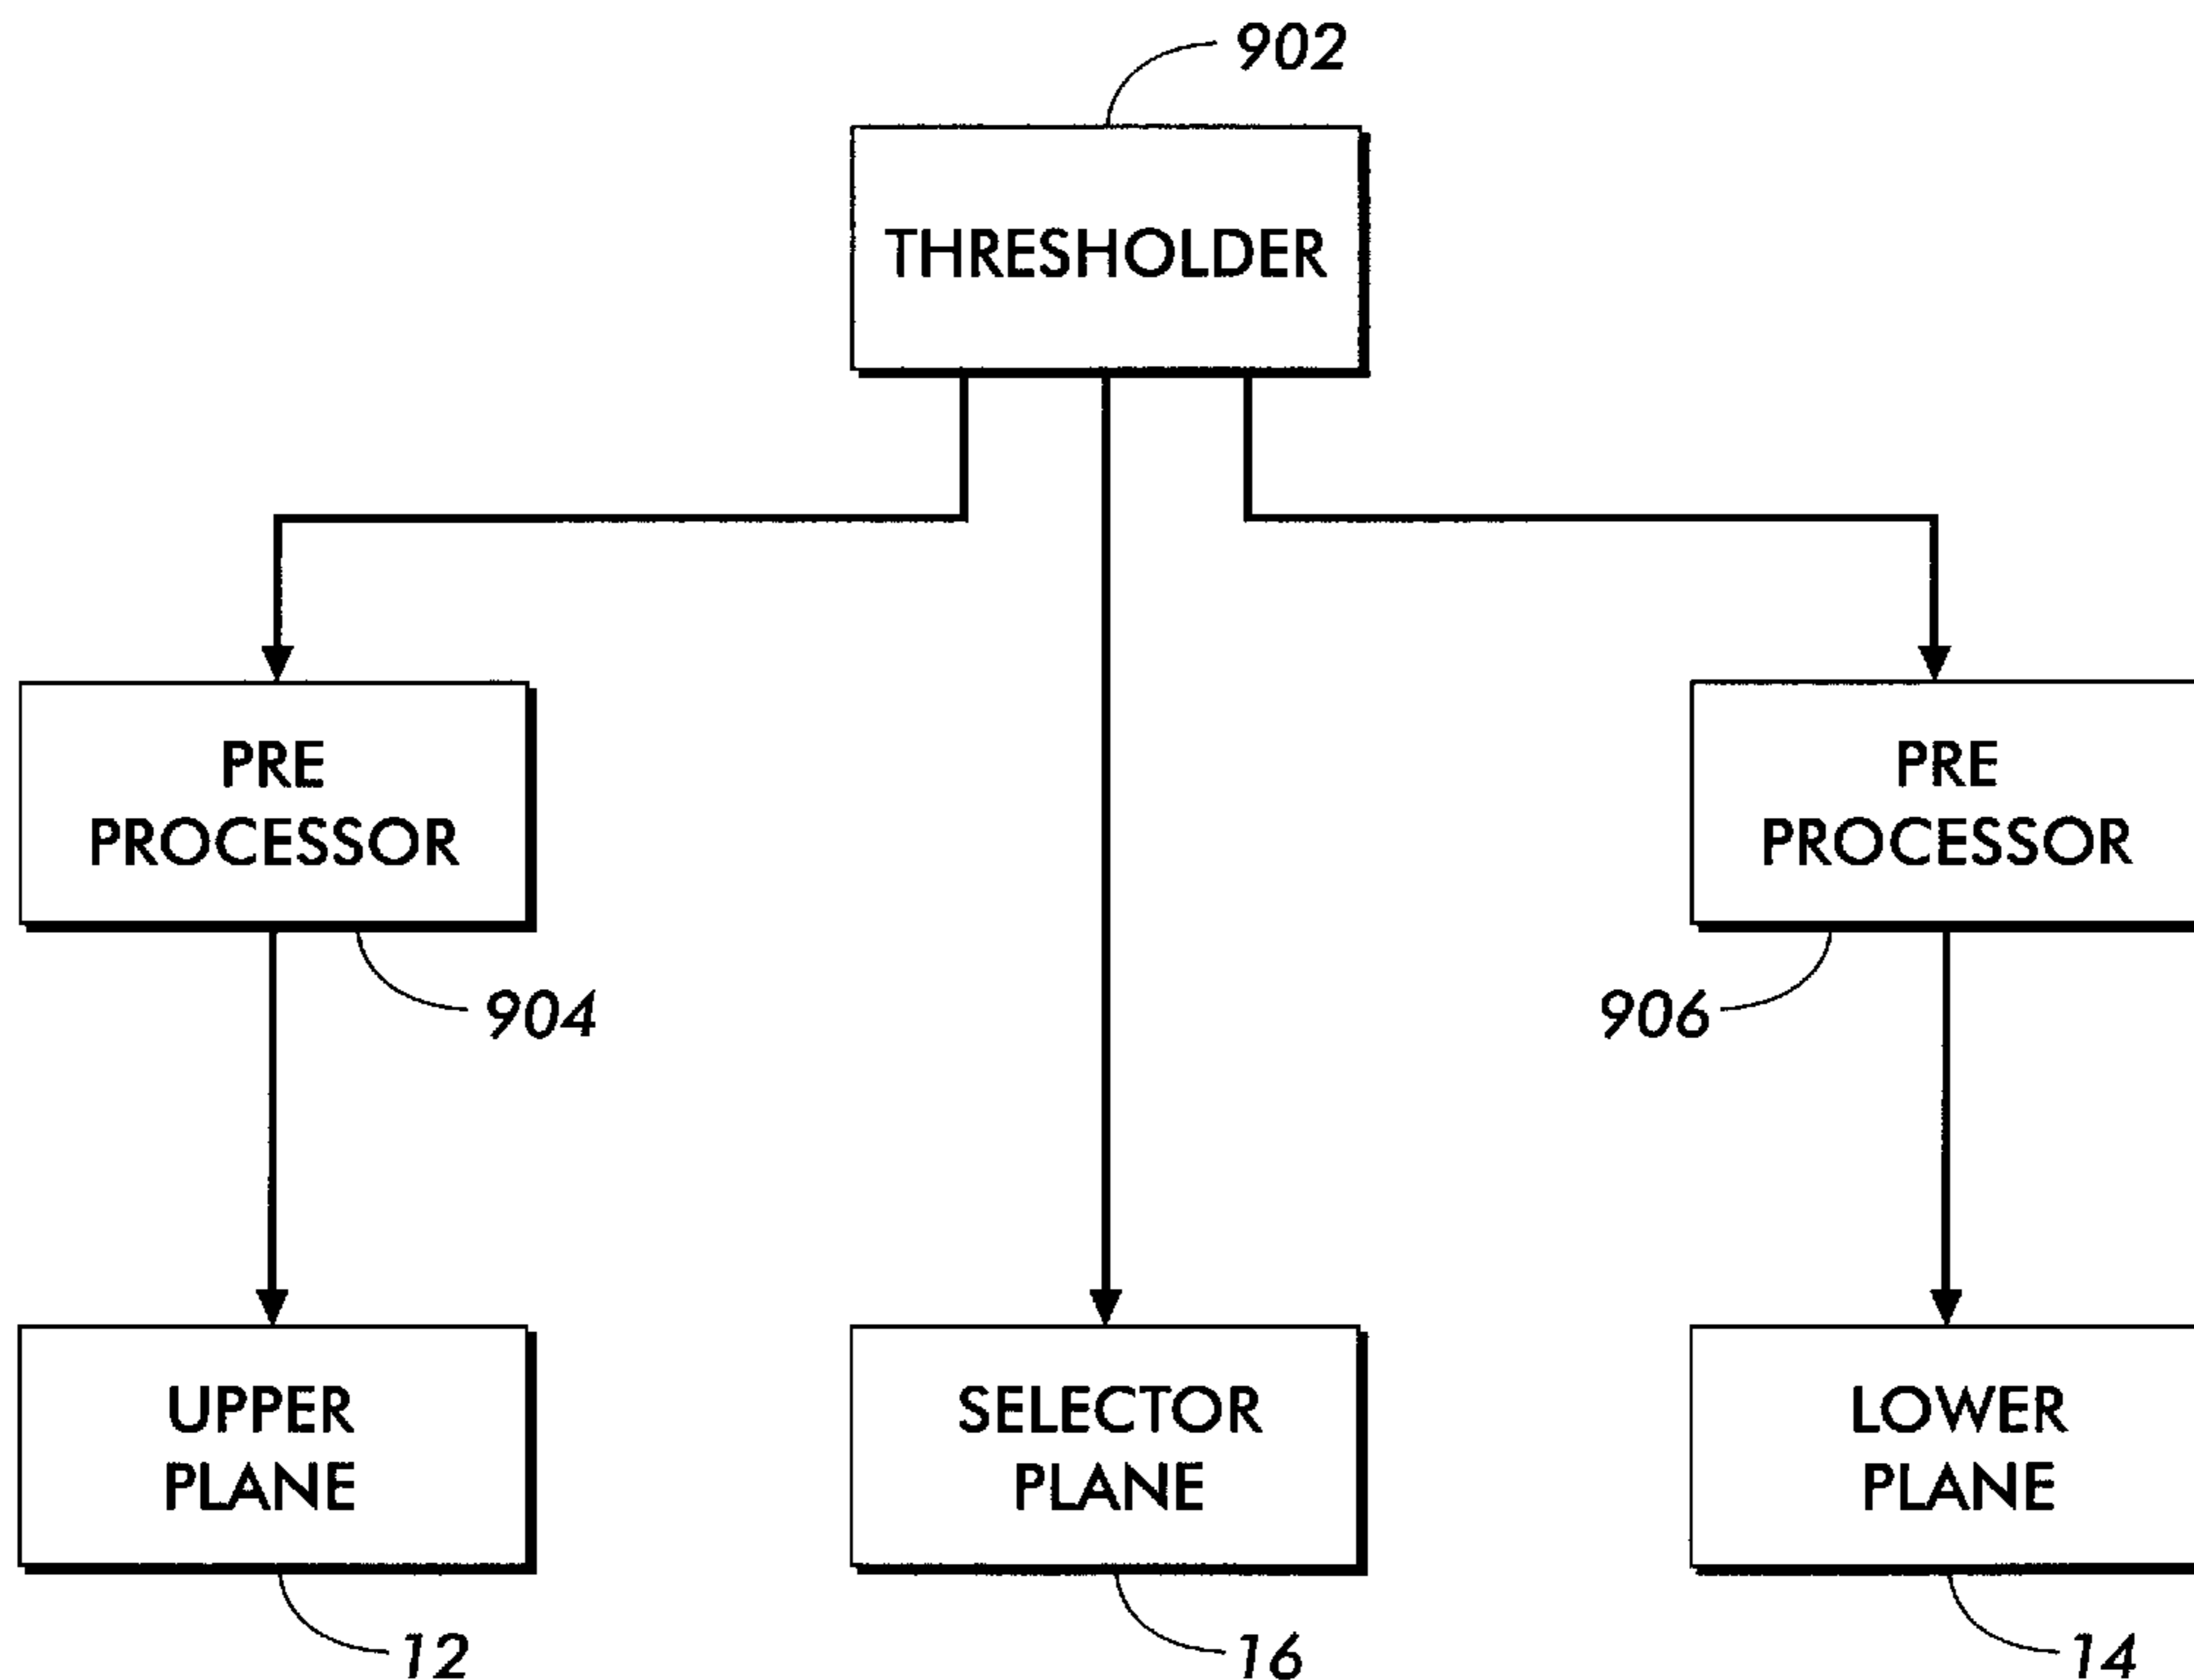 902
THRESHOLDER
PRE
PROCESSOR
PRE
PROCESSOR
904
906
UPPER
PLANE
SELECTOR
PLANE
LOWER
PLANE
12
16
14